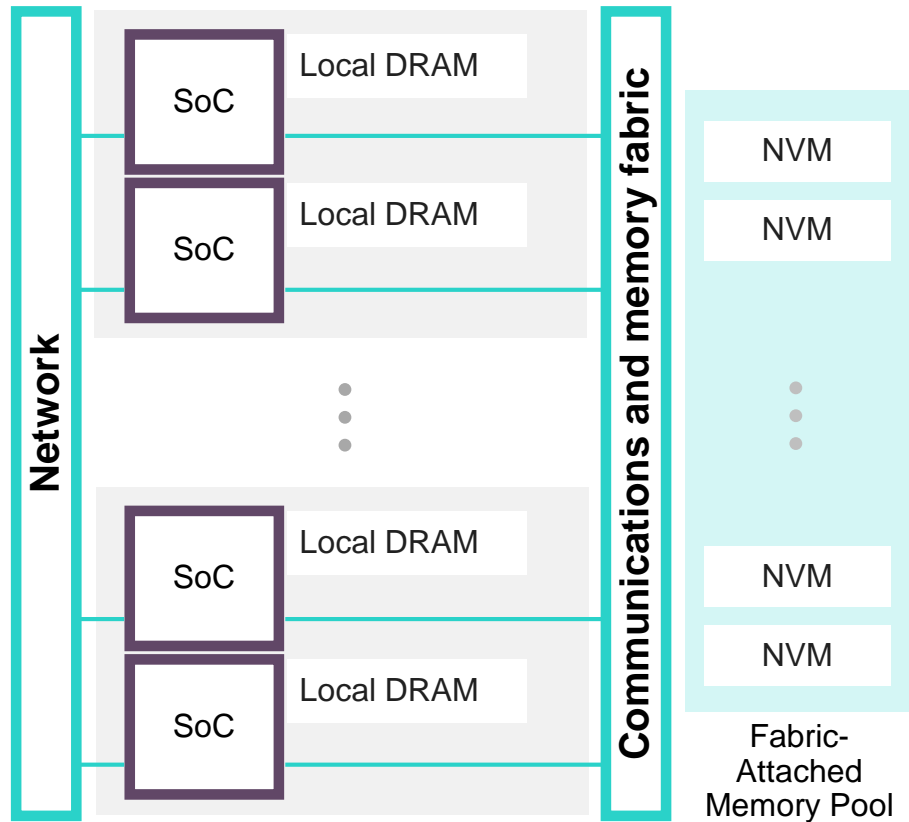 Network
SoC
Local DRAM
SoC
Local DRAM
SoC
Local DRAM
SoC
Local DRAM
Communications and memory fabric
NVM
NVM
NVM
NVM
Fabric-
Attached
Memory Pool